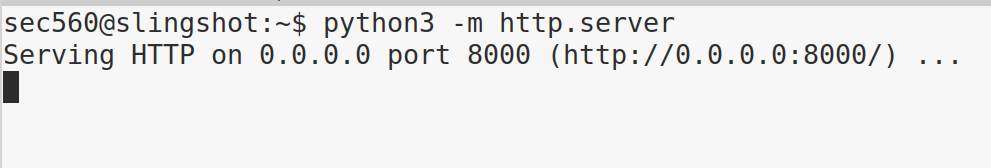 sec560@slingshot:~$ python3 -m http.server
Serving HTTP on 0.0.0.0 port 8000 (http://0.0.0.0:8000/) ...